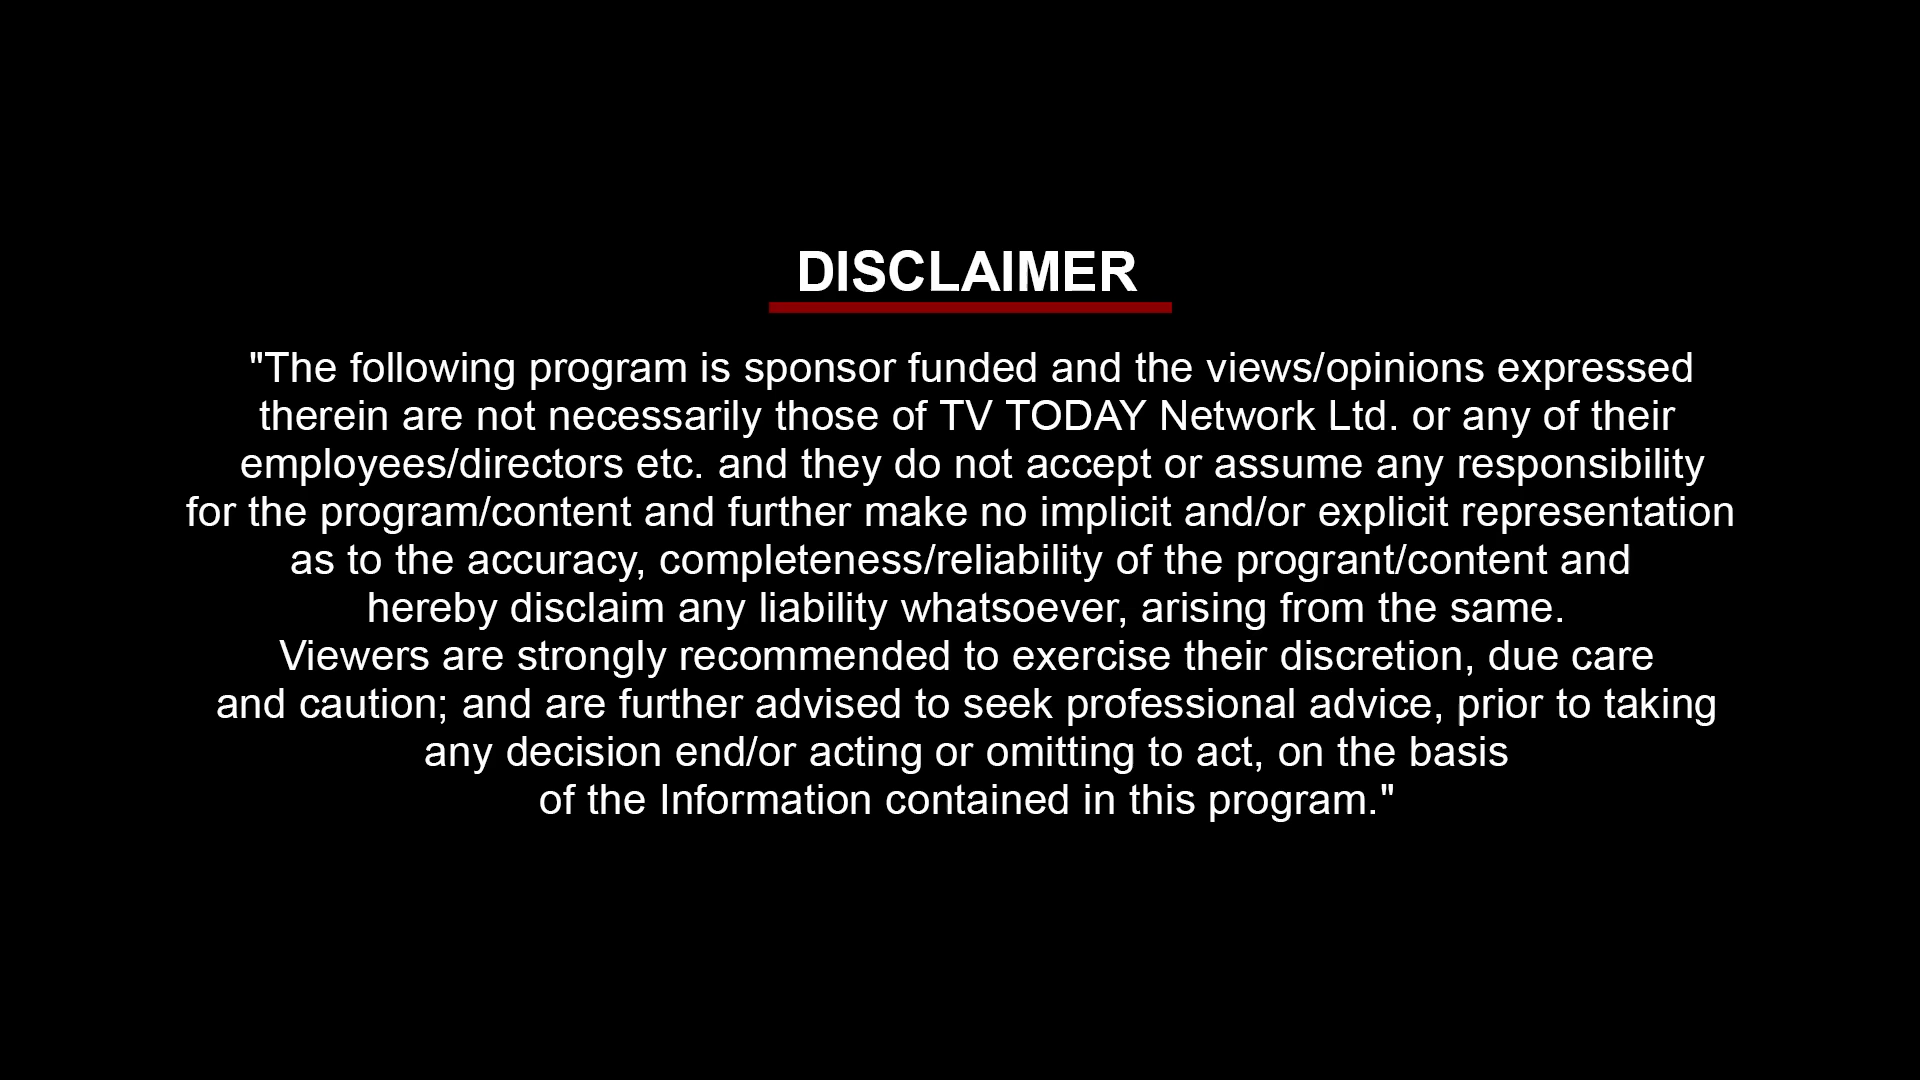 DISCLAIMER
"The following program is sponsor funded and the views/opinions expressed
therein are not necessarily those of TV TODAY Network Ltd. or any of their
employees/directors etc. and they do not accept or assume any responsibility
for the program/content and further make no implicit and/or explicit representation
as to the accuracy, completeness/reliability of the progrant/content and
hereby disclaim any liability whatsoever, arising from the same.
Viewers are strongly recommended to exercise their discretion, due care
and caution; and are further advised to seek professional advice, prior to taking
any decision end/or acting or omitting to act, on the basis
of the Information contained in this program."